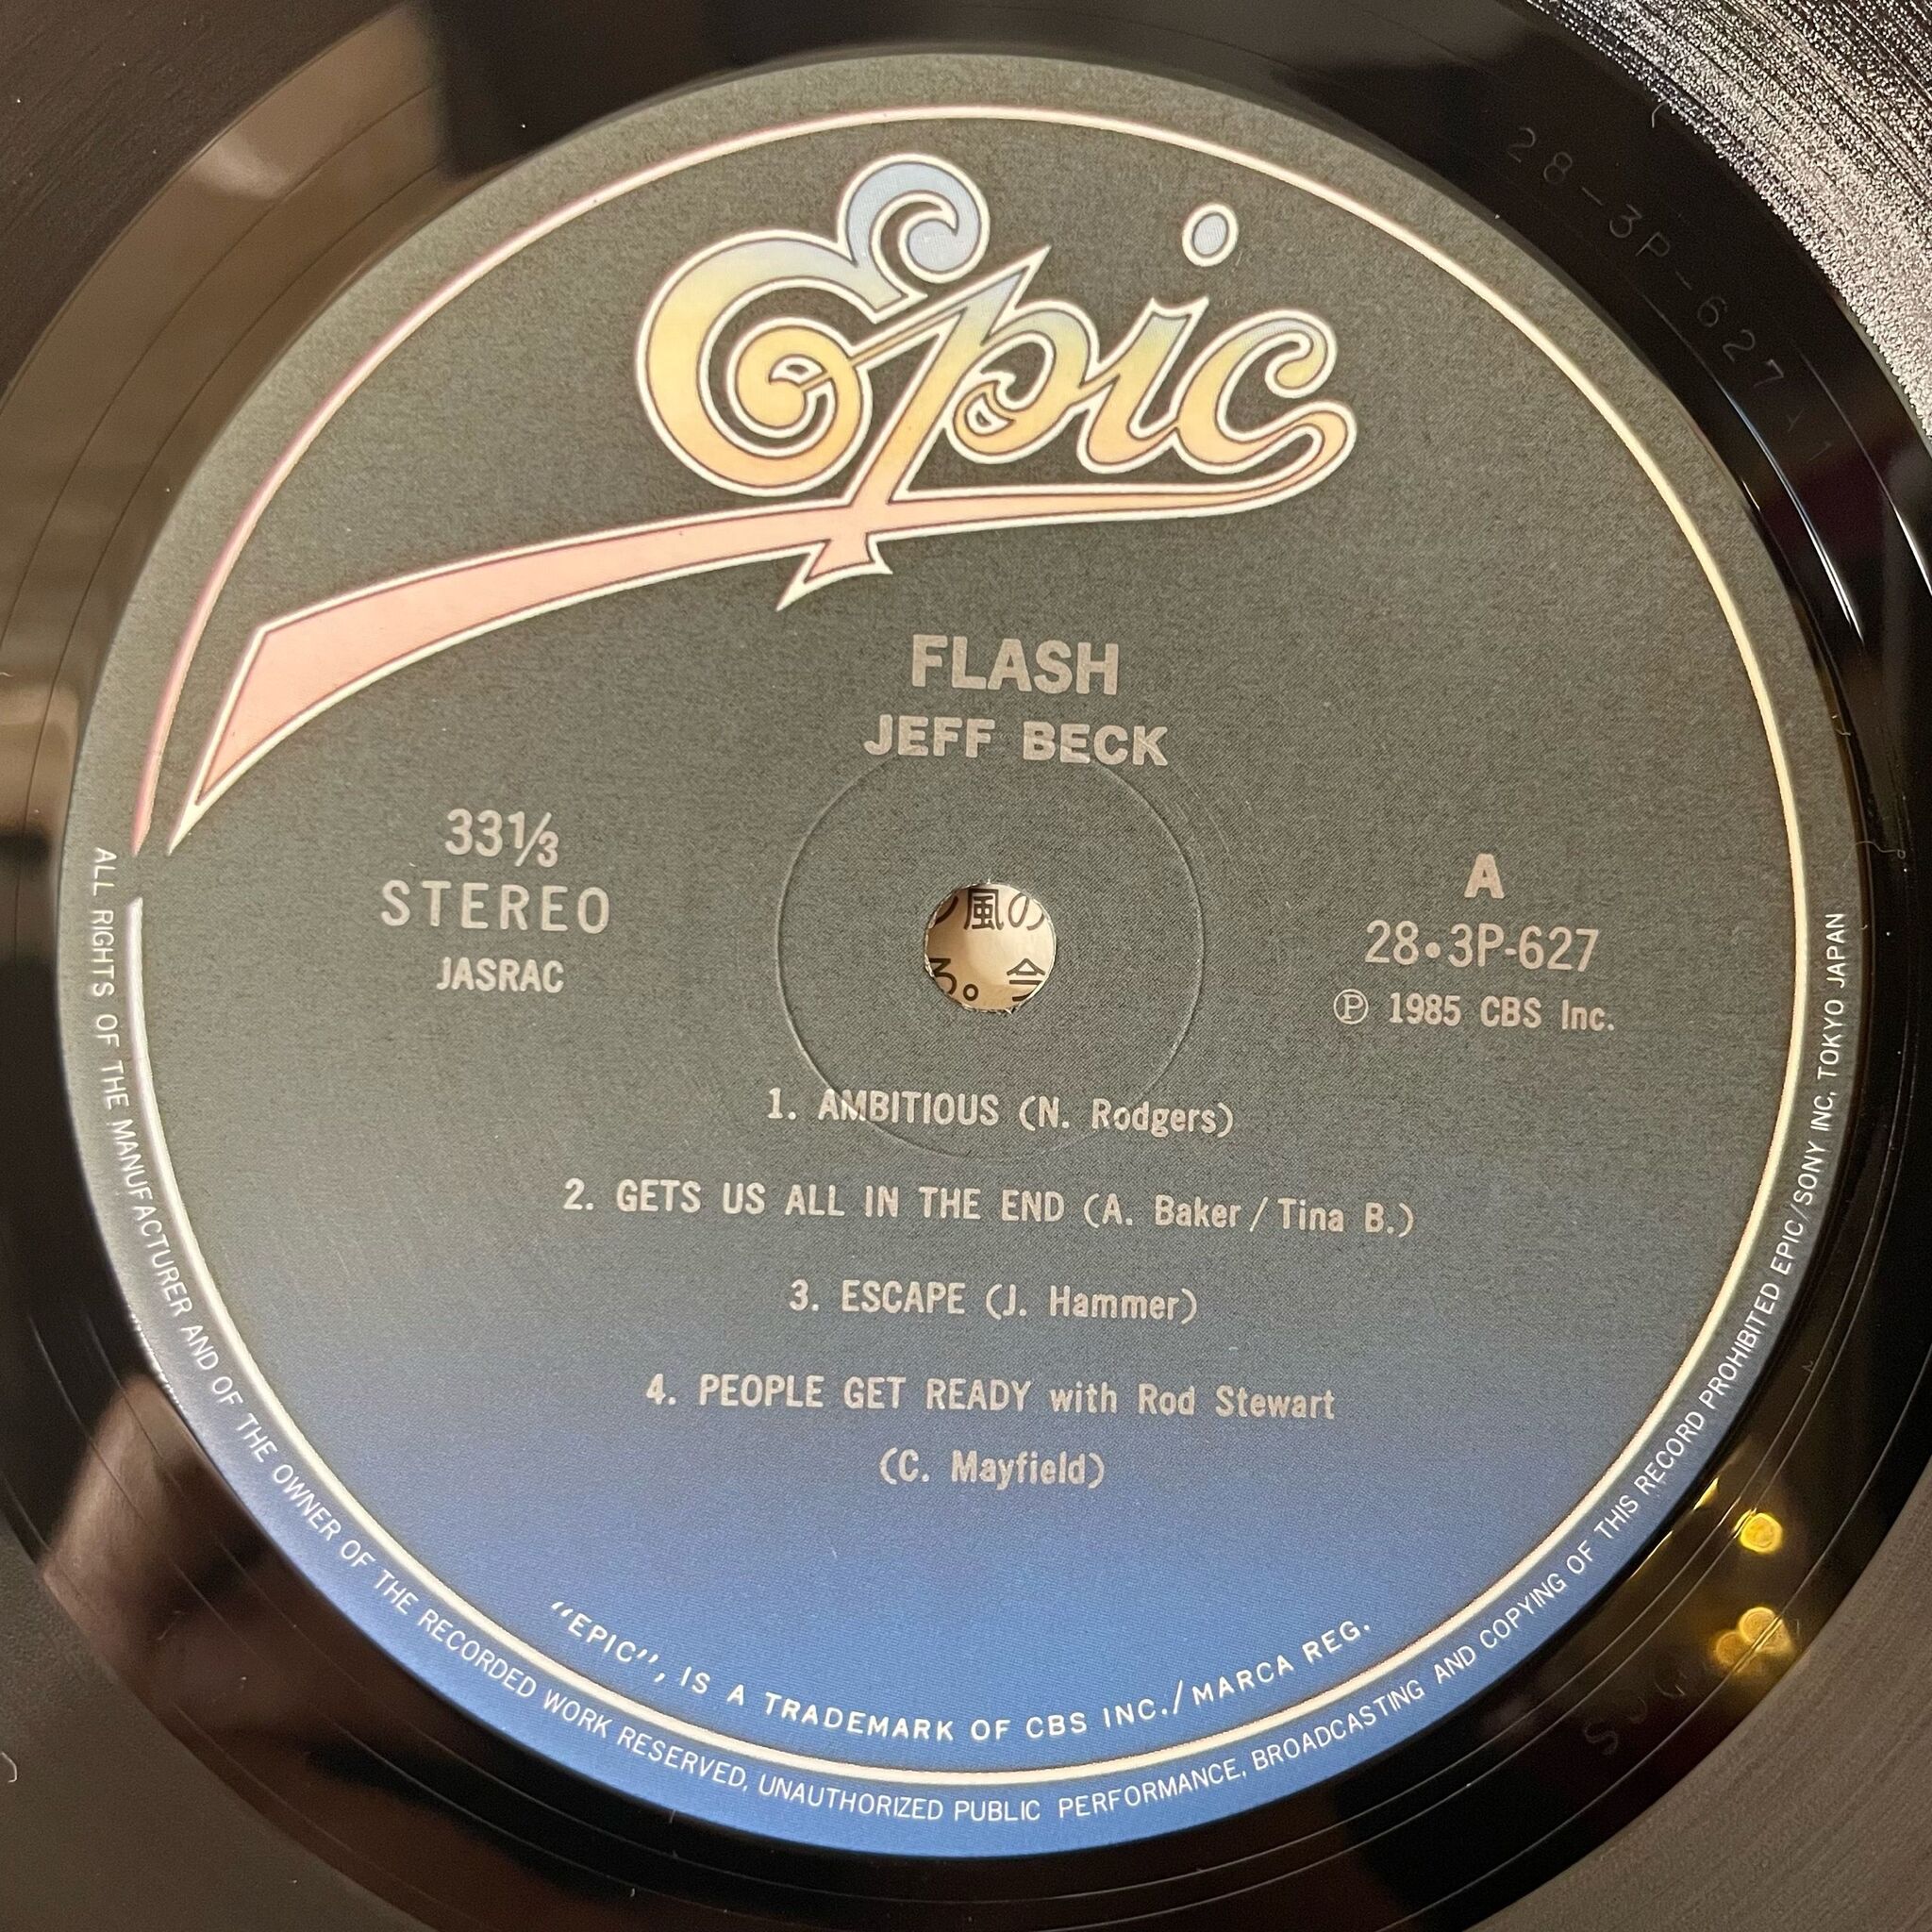 Epic
FLASH
JEFF BECK
33⅓
STEREO
JASRAC
A
28•3P-627
Ⓟ 1985 CBS Inc.
風の
今
1. AMBITIOUS (N. Rodgers)
2. GETS US ALL IN THE END (A. Baker/Tina B.)
3. ESCAPE (J. Hammer)
4. PEOPLE GET READY with Rod Stewart
(C. Mayfield)
"EPIC", IS A TRADEMARK OF CBS INC./MARCA REG.
ALL RIGHTS OF THE MANUFACTURER AND OF THE OWNER OF THE RECORDED WORK RESERVED, UNAUTHORIZED PUBLIC PERFORMANCE, BROADCASTING AND COPYING OF THIS RECORD PROHIBITED EPIC/SONY INC, TOKYO JAPAN
28-3P-627